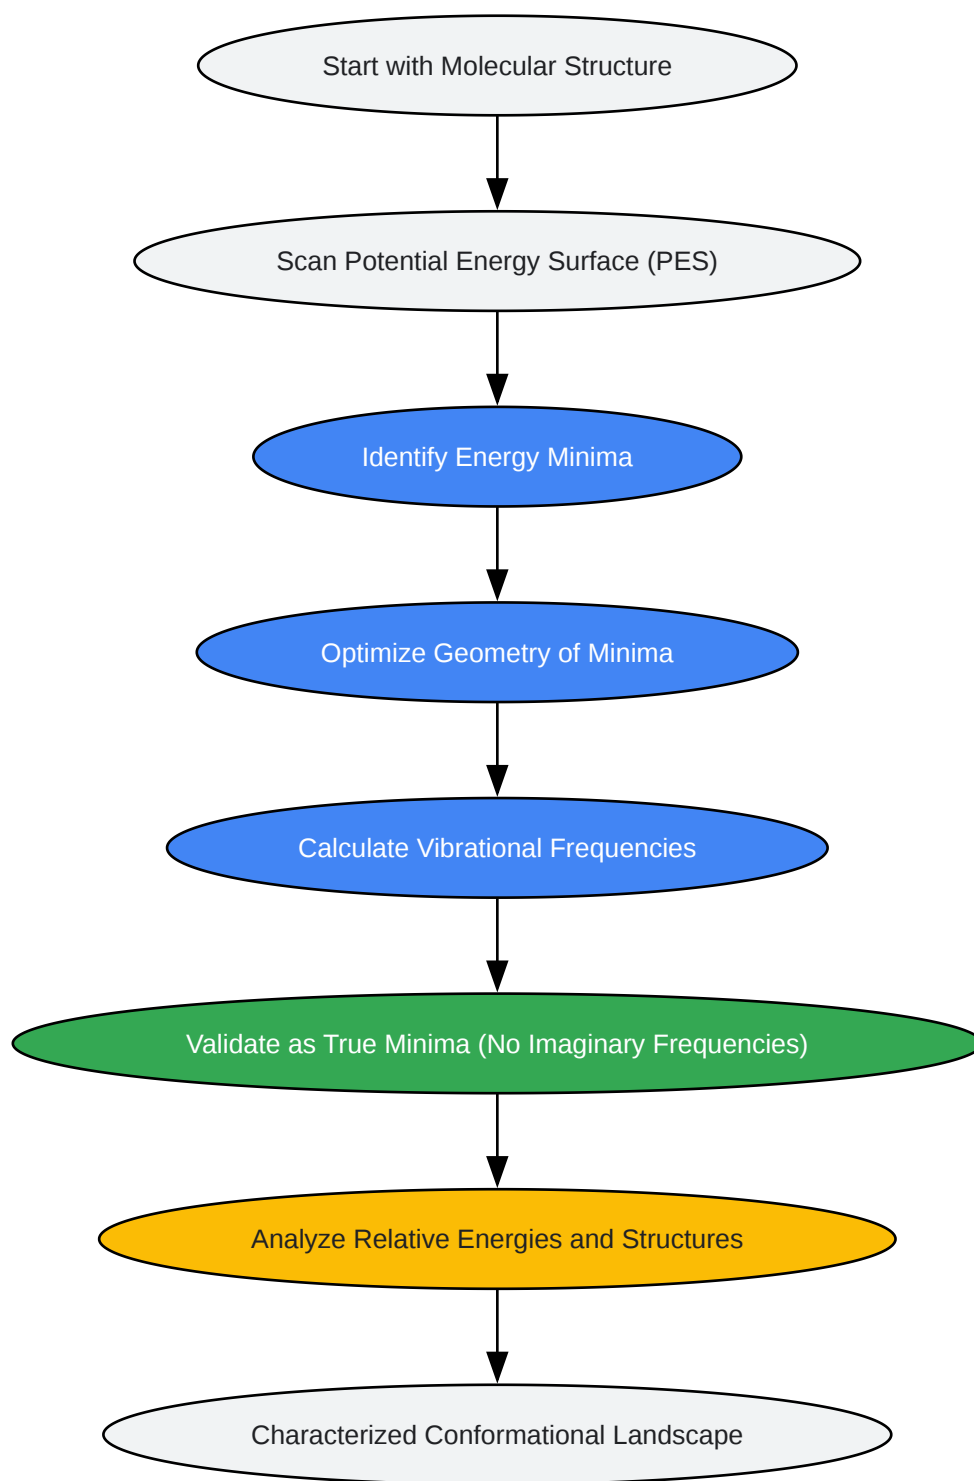 Start with Molecular Structure
Scan Potential Energy Surface (PES)
Identify Energy Minima
Optimize Geometry of Minima
Calculate Vibrational Frequencies
Validate as True Minima (No Imaginary Frequencies)
Analyze Relative Energies and Structures
Characterized Conformational Landscape